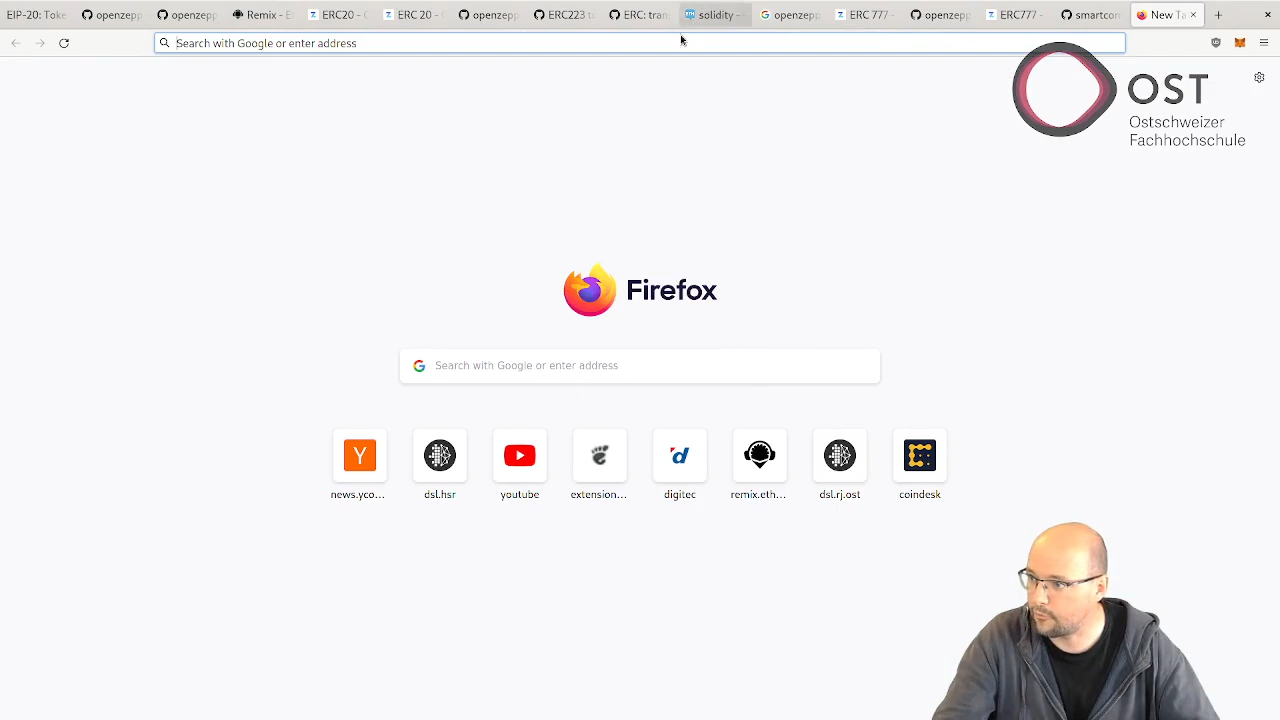 EIP-20: Toke
openzepp
openzepp
Remix - E
ERC20 - 
ERC 20 - 
openzepp
ERC223 t
ERC: tran
solidity -
openzepp
ERC 777 -
openzepp
ERC777 -
smartcon
New Ta
Search with Google or enter address
OST
Ostschweizer
Fachhochschule
Firefox
Search with Google or enter address
news.yco...
dsl.hsr
youtube
extension...
digitec
remix.eth...
dsl.rj.ost
coindesk